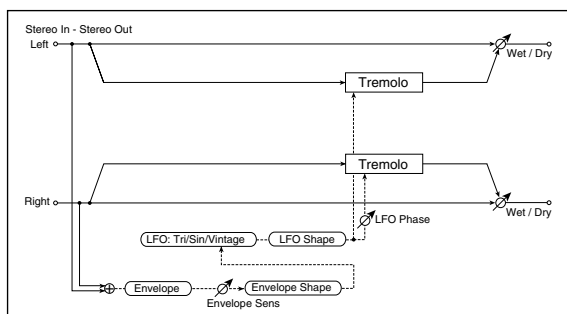 Stereo In - Stereo Out
Left
Wet / Dry
Tremolo
Tremolo
Right
Wet / Dry
LFO Phase
LFO: Tri/Sin/Vintage
LFO Shape
Envelope
Envelope Shape
Envelope Sens